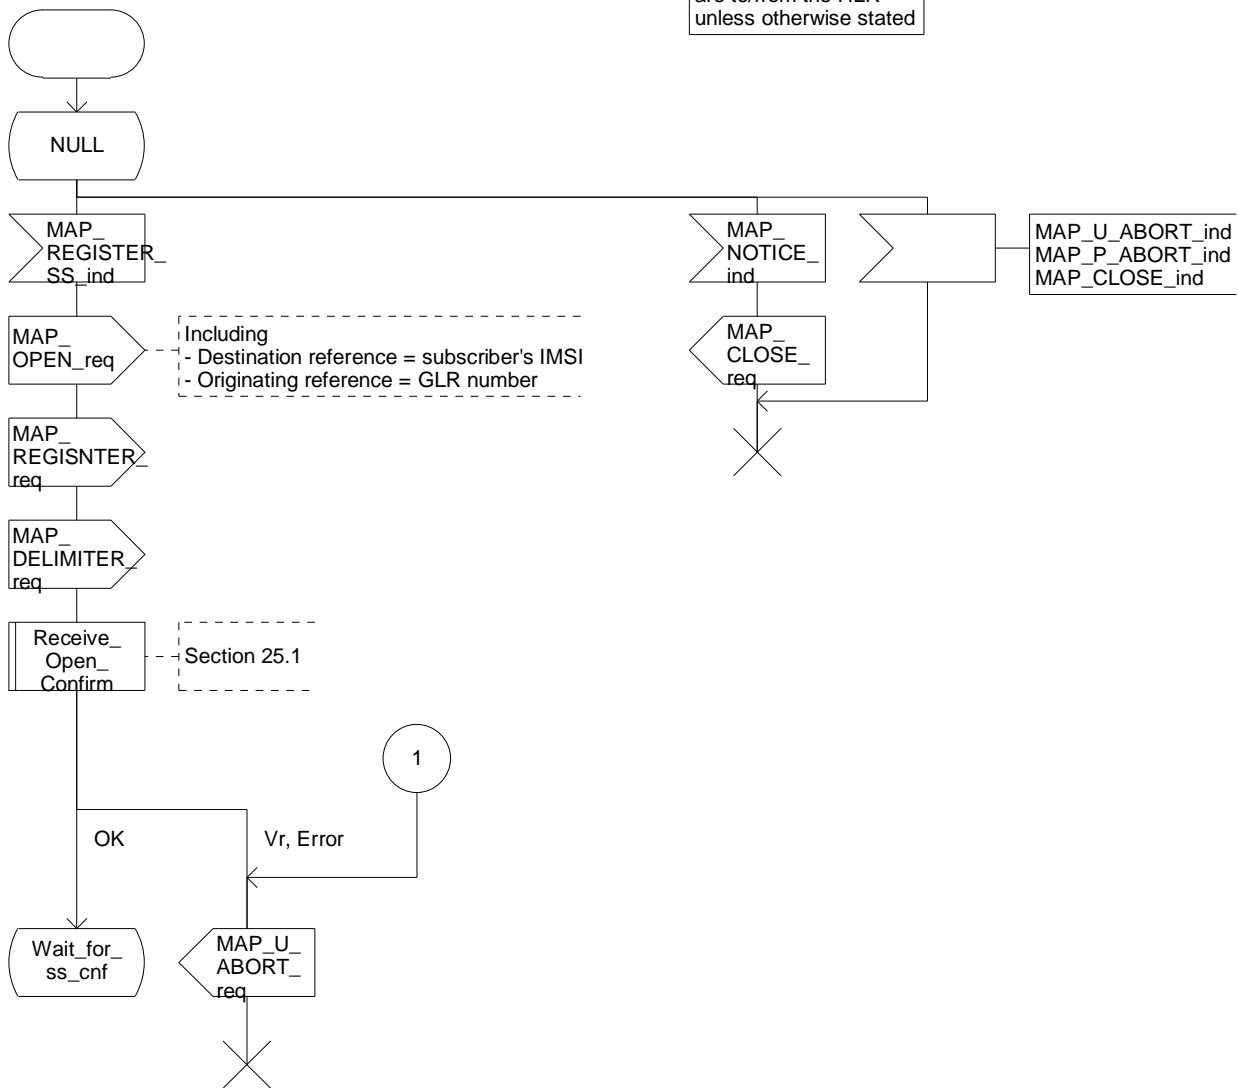 unless otherwise stated
NULL
MAP_
REGISTER_
SS_ind
MAP_
NOTICE_
ind
MAP_U_ABORT_ind
MAP_P_ABORT_ind
MAP_CLOSE_ind
MAP_
OPEN_req
Including
- Destination reference = subscriber's IMSI
- Originating reference = GLR number
MAP_
CLOSE_
req
MAP_
REGISNTER_
req
MAP_
DELIMITER_
req
Receive_
Open_
Confirm
Section 25.1
1
OK
Vr, Error
Wait_for_
ss_cnf
MAP_U_
ABORT_
req